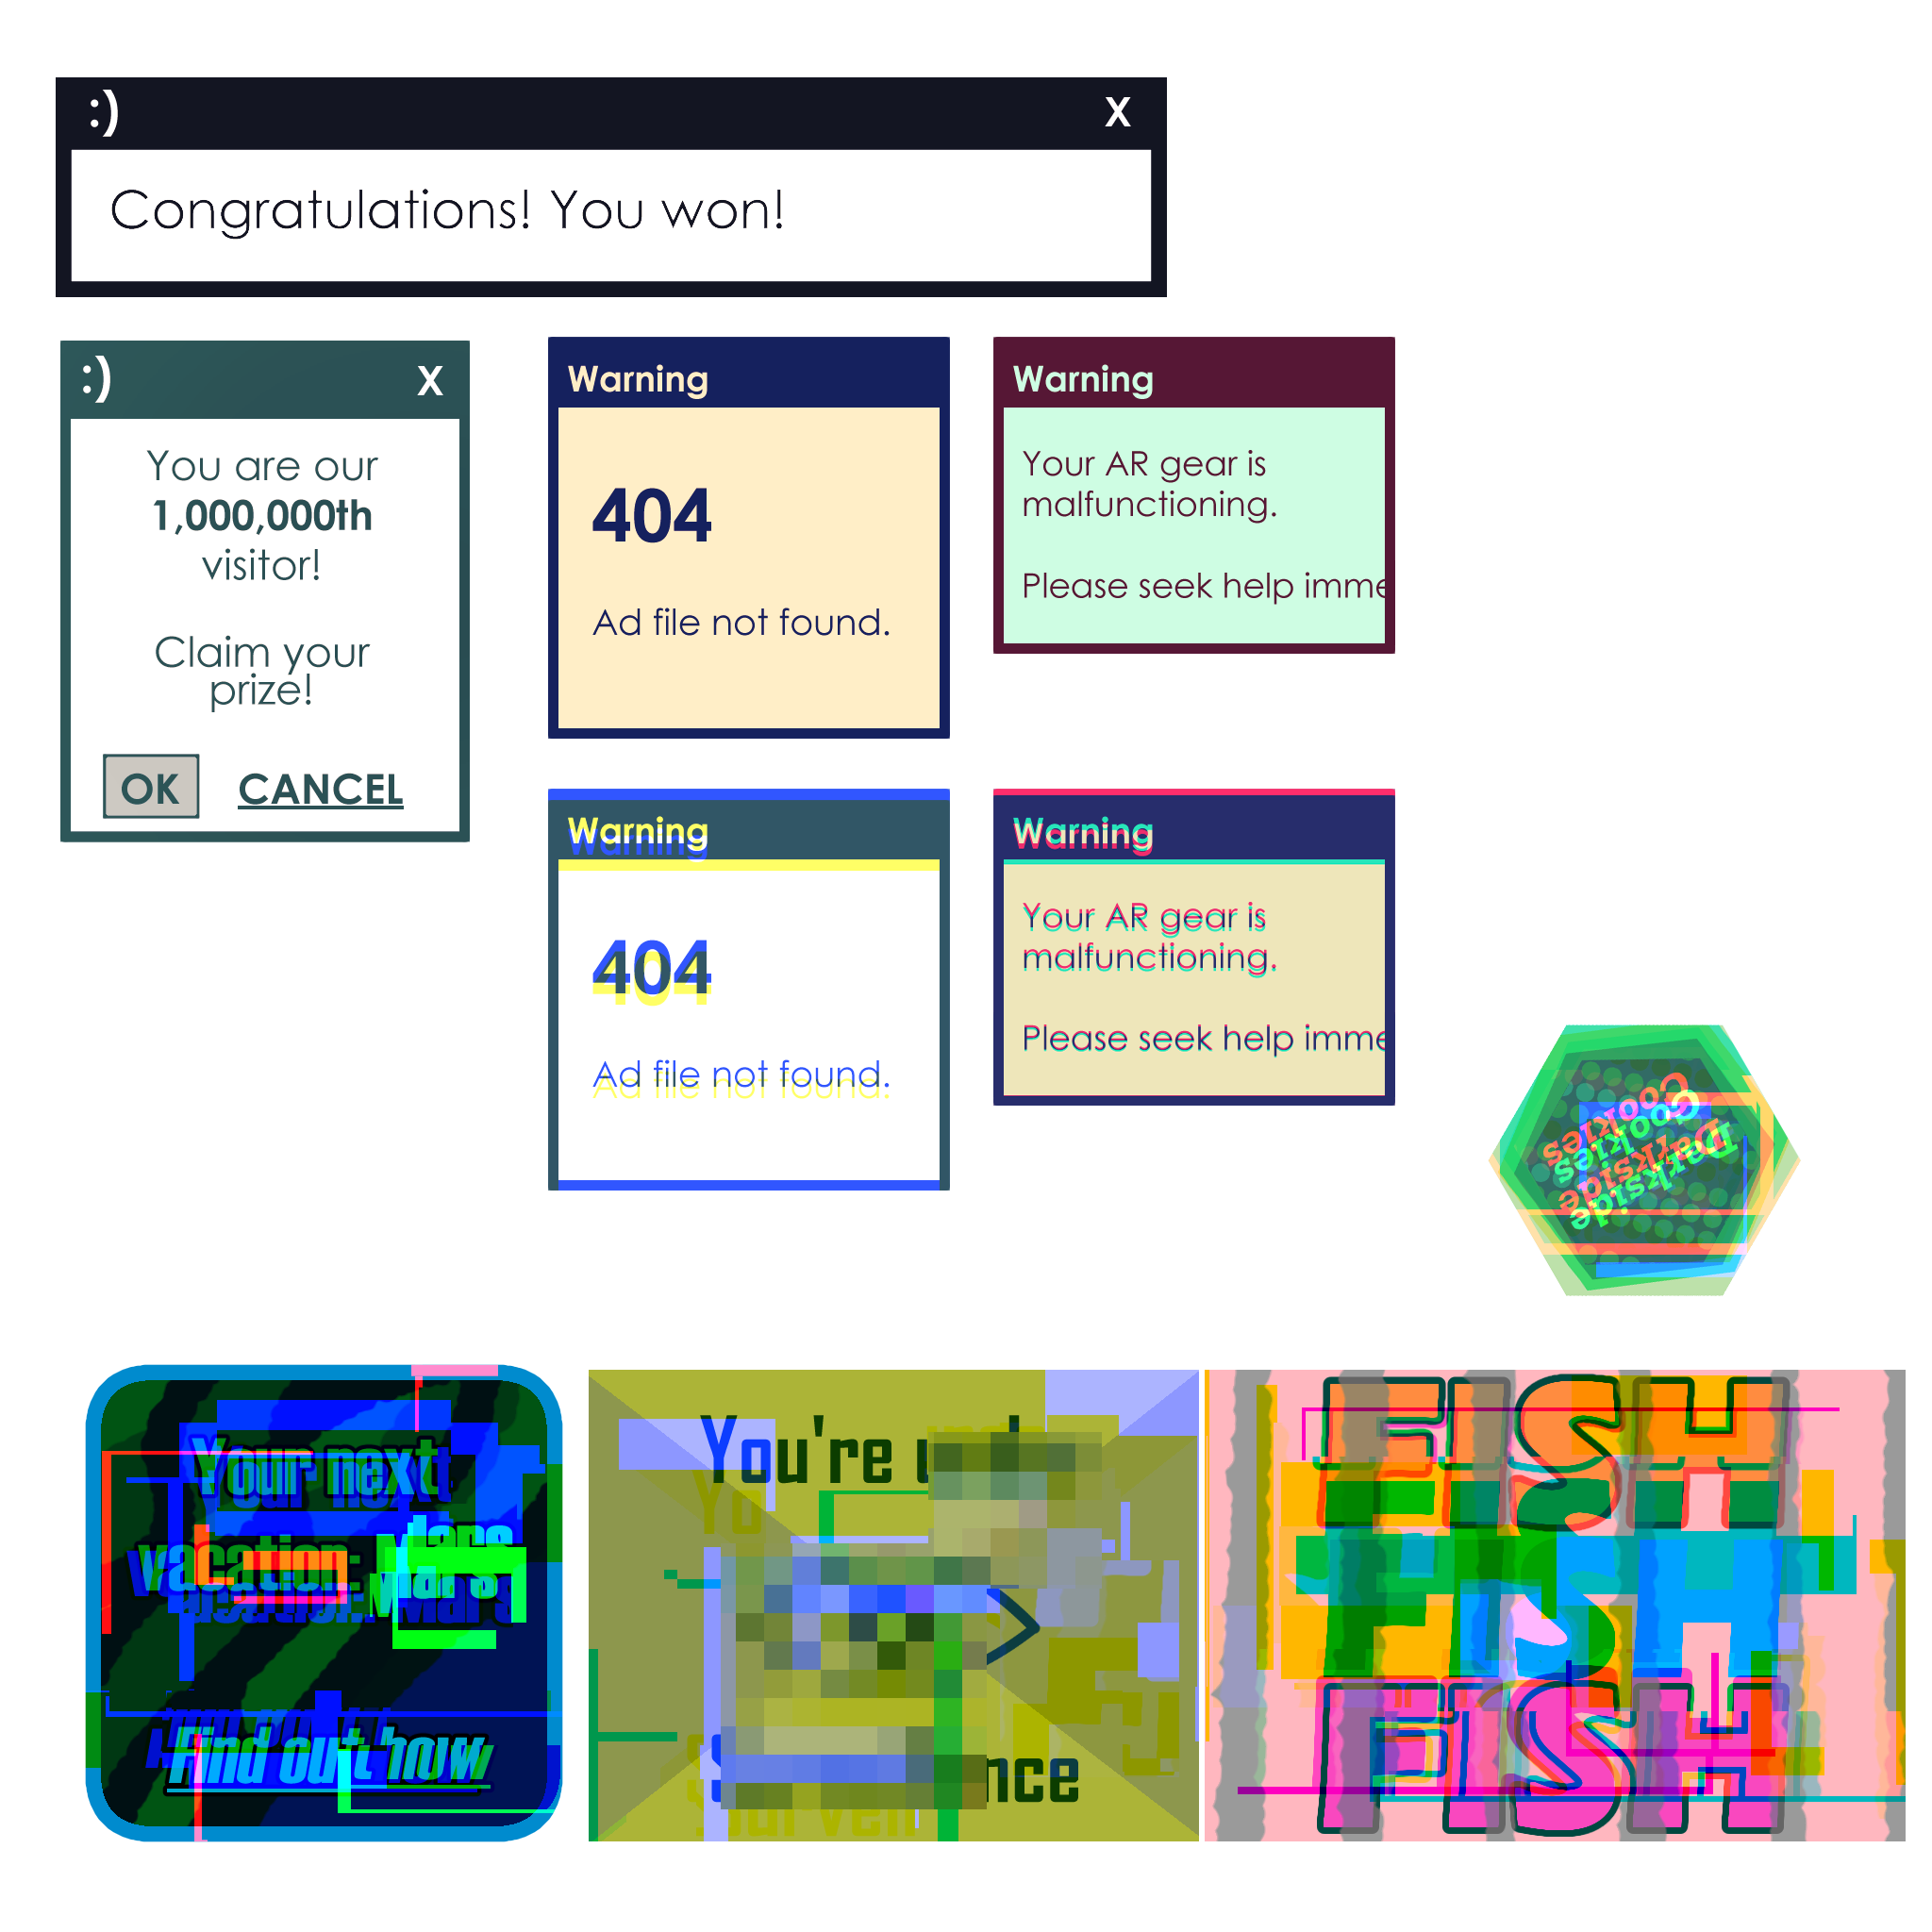 :) X
Congratulations! You won!
:) X
You are our
1,000,000th
visitor!
Claim your
prize!
OK CANCEL
Warning
404
Ad file not found.
Warning
Your AR gear is
malfunctioning.
Please seek help imme
Warning
404
Ad file not found.
Warning
Your AR gear is
malfunctioning.
Please seek help imme
Darkside
Cookies
Your next
vacation: Mars
Find out how
You're
FISH
FISH
FISH